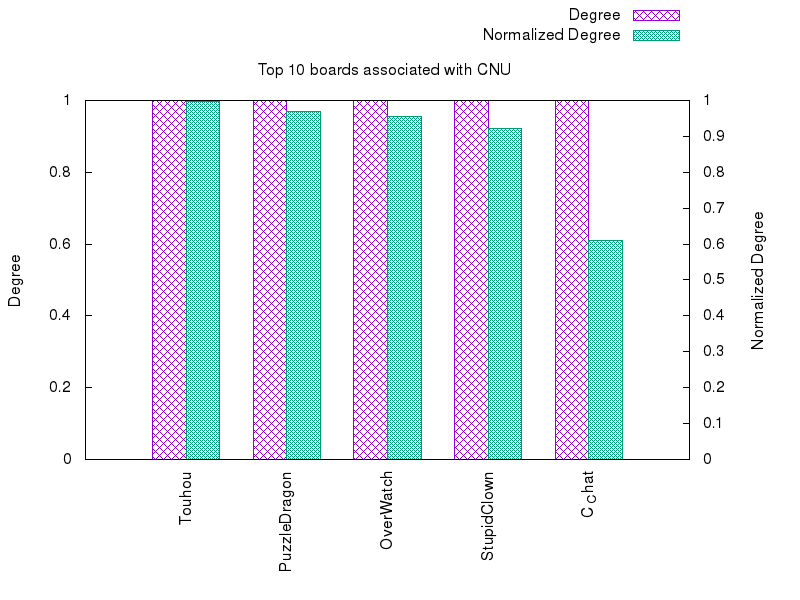 Degree
Normalized Degree
Top 10 boards associated with CNU
1
0.8
0.6
0.4
0.2
0
1
0.9
0.8
0.7
0.6
0.5
0.4
0.3
0.2
0.1
0
Degree
Normalized Degree
Touhou
PuzzleDragon
OverWatch
StupidClown
C Chat